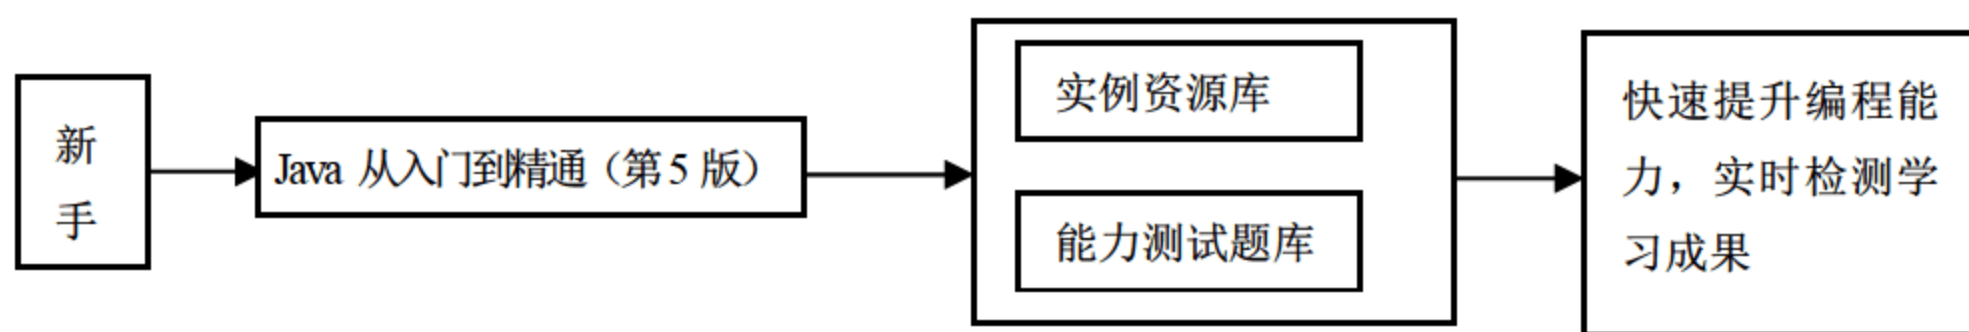 新
手
Java 从入门到精通（第 5 版）
实例资源库
能力测试题库
快速提升编程能
力，实时检测学
习成果